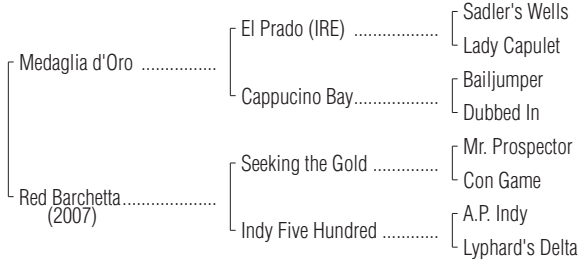 Sadler's Wells
El Prado (IRE) ..................
Lady Capulet
Medaglia d'Oro ................
Bailjumper
Cappucino Bay..................
Dubbed In
Mr. Prospector
Seeking the Gold ..............
Con Game
Red Barchetta....................
(2007)
A.P. Indy
Indy Five Hundred ............
Lyphard's Delta